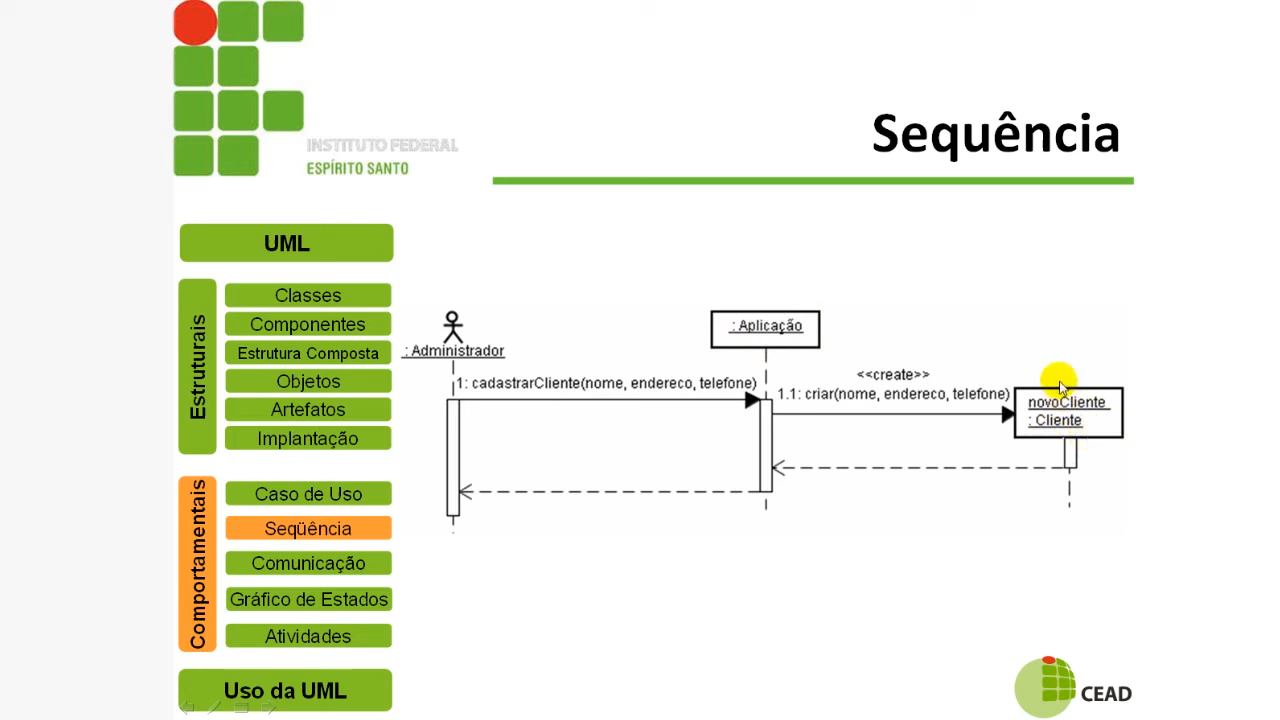 INSTITUTO FEDERAL
ESPÍRITO SANTO
Sequência
UML
Estruturais
Classes
Componentes
Estrutura Composta
Objetos
Artefatos
Implantação
Comportamentais
Caso de Uso
Seqüência
Comunicação
Gráfico de Estados
Atividades
Uso da UML
: Administrador
: Aplicação
1: cadastrarCliente(nome, endereco, telefone)
<<create>>
1.1: criar(nome, endereco, telefone)
novoCliente
: Cliente
CEAD